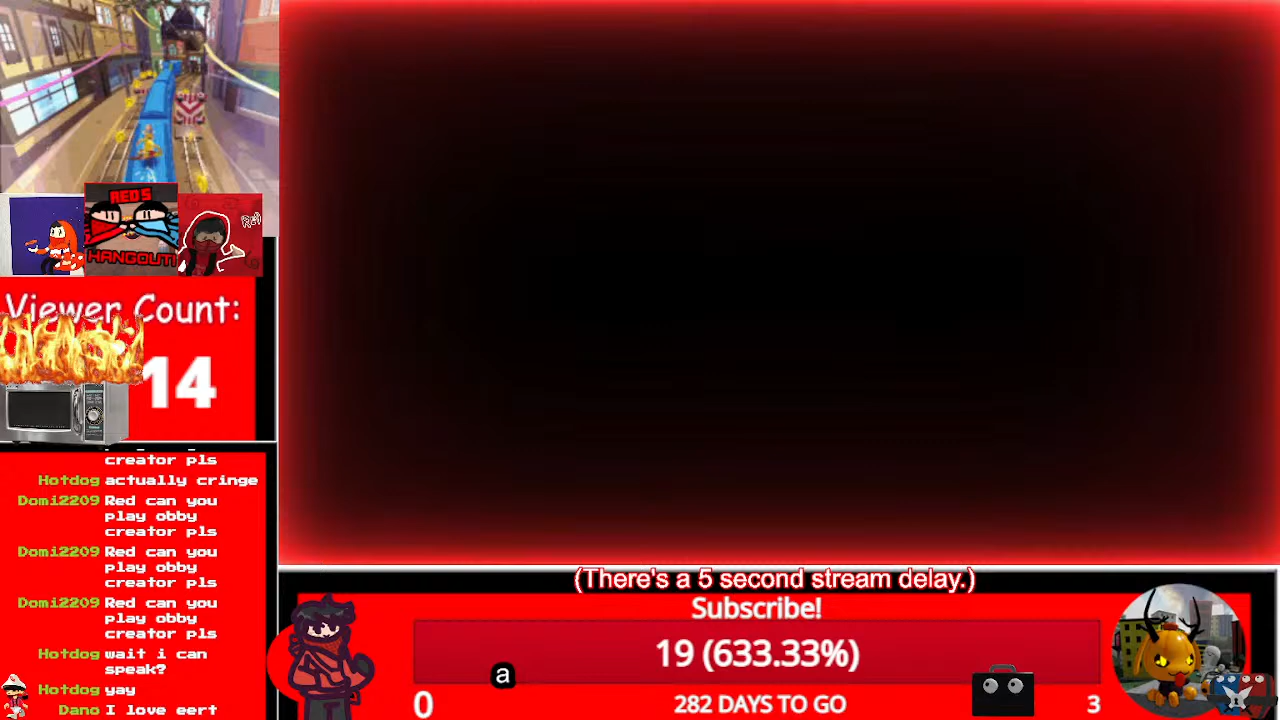 REDS
Red
HANGOUT!
Viewer Count:
14
creator pls
Hotdog actually cringe
Domi2209 Red can you
play obby
creator pls
Domi2209 Red can you
play obby
creator pls
Domi2209 Red can you
play obby
creator pls
Hotdog wait i can
speak?
Hotdog yay
Dano I love eert
(There's a 5 second stream delay.)
Subscribe!
19 (633.33%)
a
0
282 DAYS TO GO
3